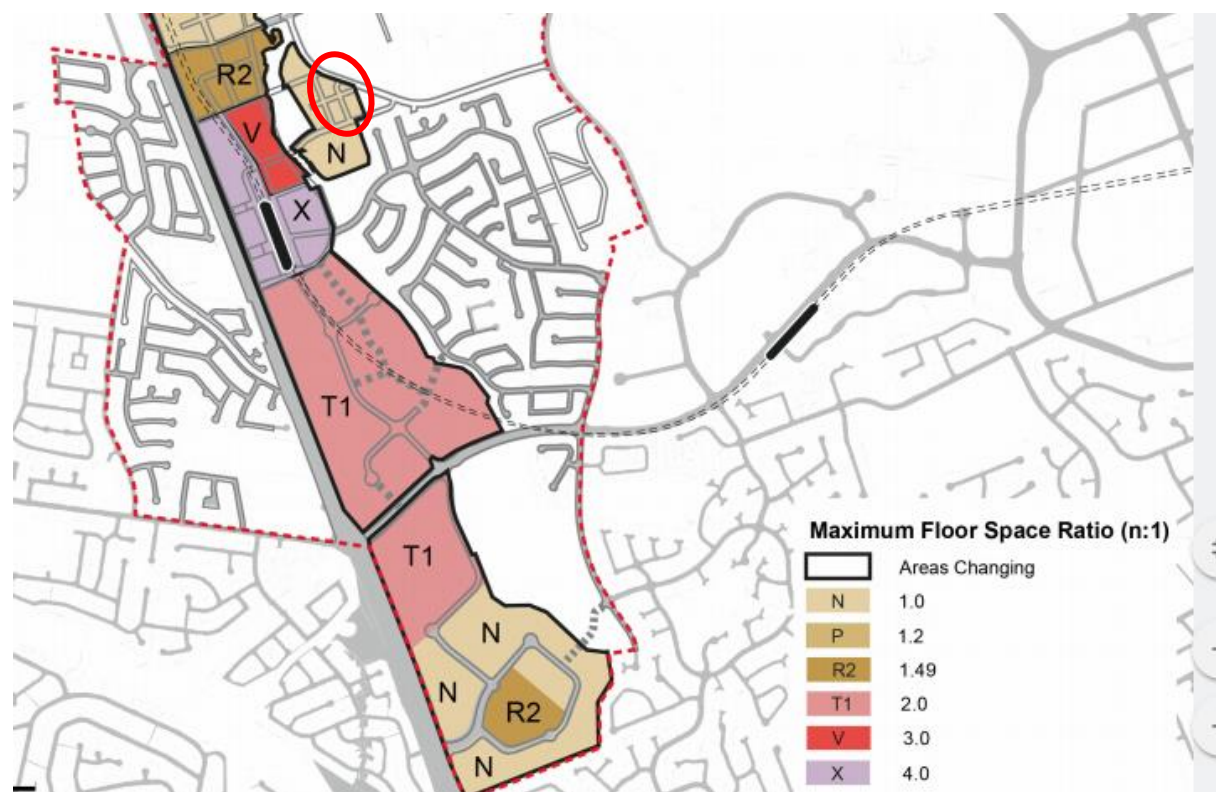 R2
V
N
X
T1
T1
N
N
R2
N
Maximum Floor Space Ratio (n:1)
Areas Changing
N 1.0
P 1.2
R2 1.49
T1 2.0
V 3.0
X 4.0